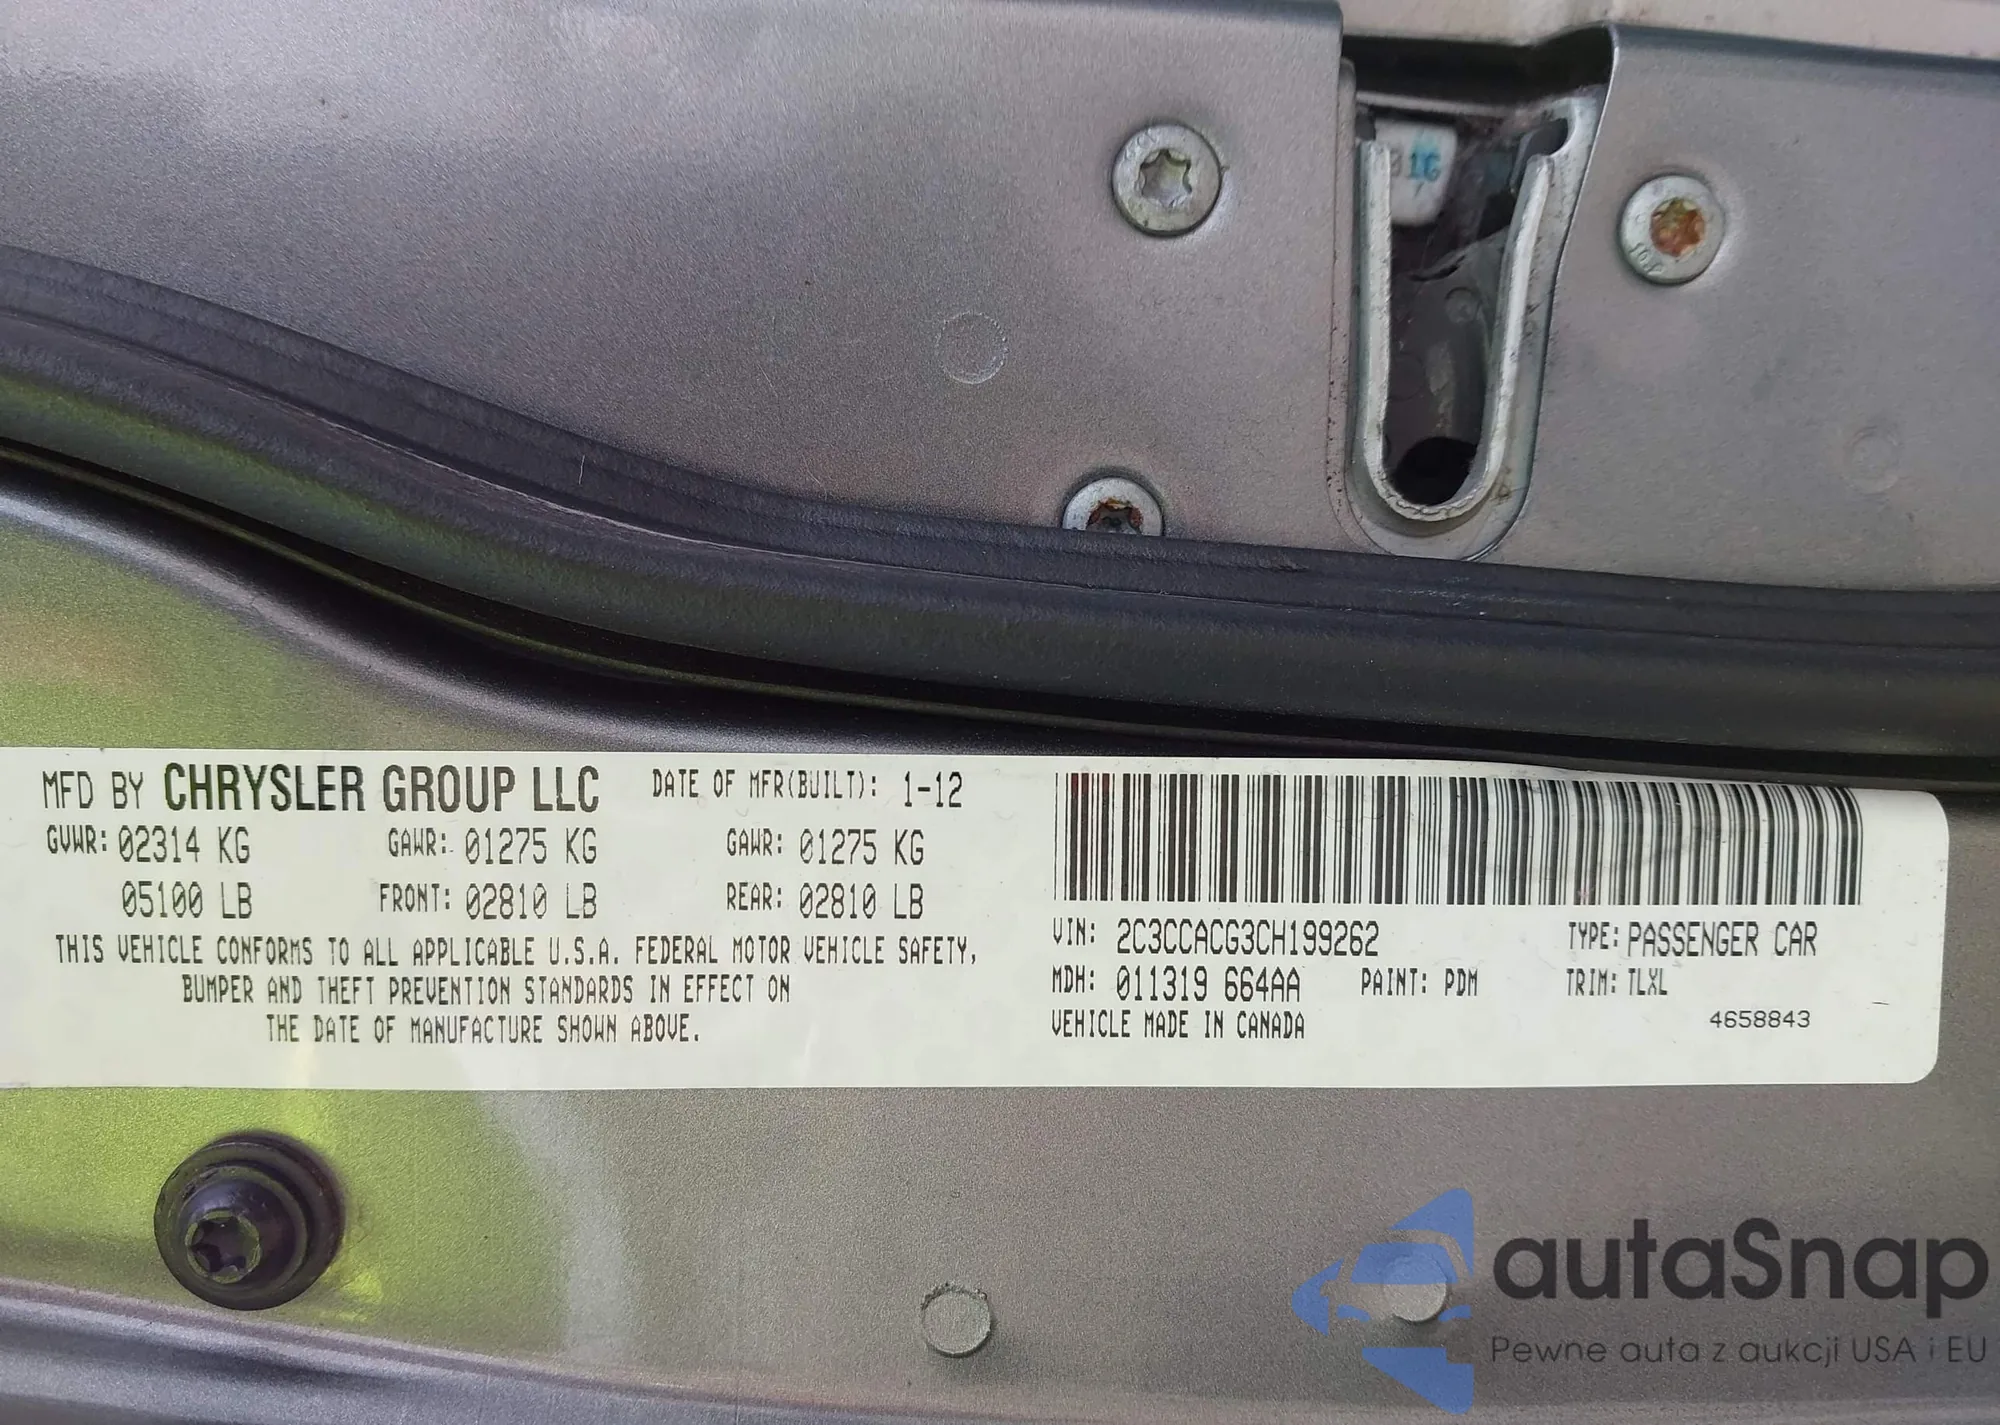 MFD BY CHRYSLER GROUP LLC DATE OF MFR(BUILT): 1-12
GVWR: 02314 KG GAWR: 01275 KG GAWR: 01275 KG
05100 LB FRONT: 02810 LB REAR: 02810 LB
THIS VEHICLE CONFORMS TO ALL APPLICABLE U.S.A. FEDERAL MOTOR VEHICLE SAFETY,
BUMPER AND THEFT PREVENTION STANDARDS IN EFFECT ON
THE DATE OF MANUFACTURE SHOWN ABOVE.
VIN: 2C3CCACG3CH199262 TYPE: PASSENGER CAR
MDH: 011319 664AA PAINT: PDM TRIM: TLXL
VEHICLE MADE IN CANADA 4658843
autaSnap
Pewne auta z aukcji USA i EU